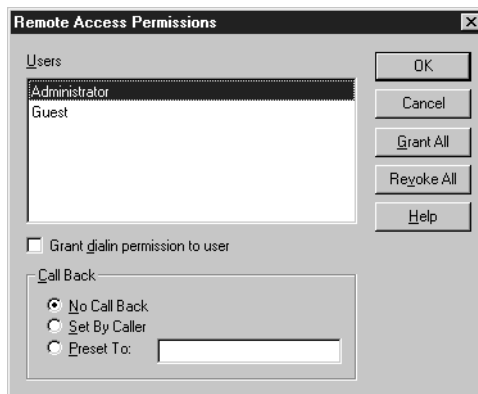 Remote Access Permissions
Users
Administrator
Guest
OK
Cancel
Grant All
Revoke All
Help
Grant dialin permission to user
Call Back
No Call Back
Set By Caller
Preset To: